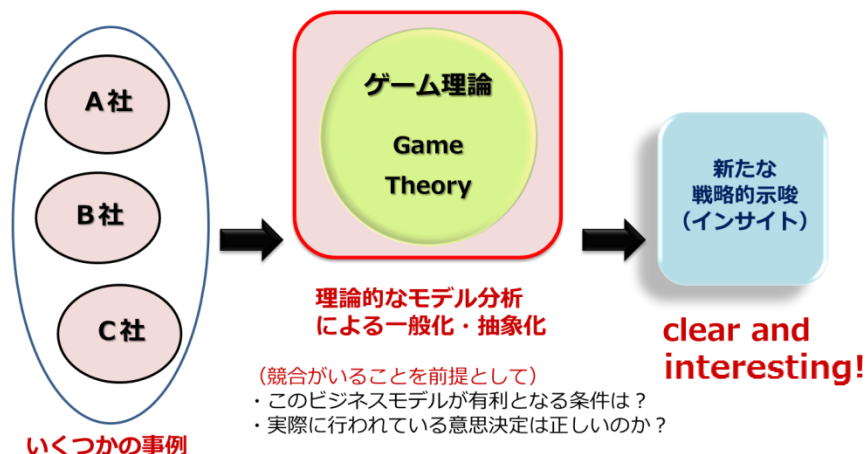 A社
B社
C社
いくつかの事例
ゲーム理論
Game
Theory
理論的なモデル分析
による一般化・抽象化
（競合がいることを前提として）
・このビジネスモデルが有利となる条件は？
・実際に行われている意思決定は正しいのか？
新たな
戦略的示唆
（インサイト）
clear and
interesting!